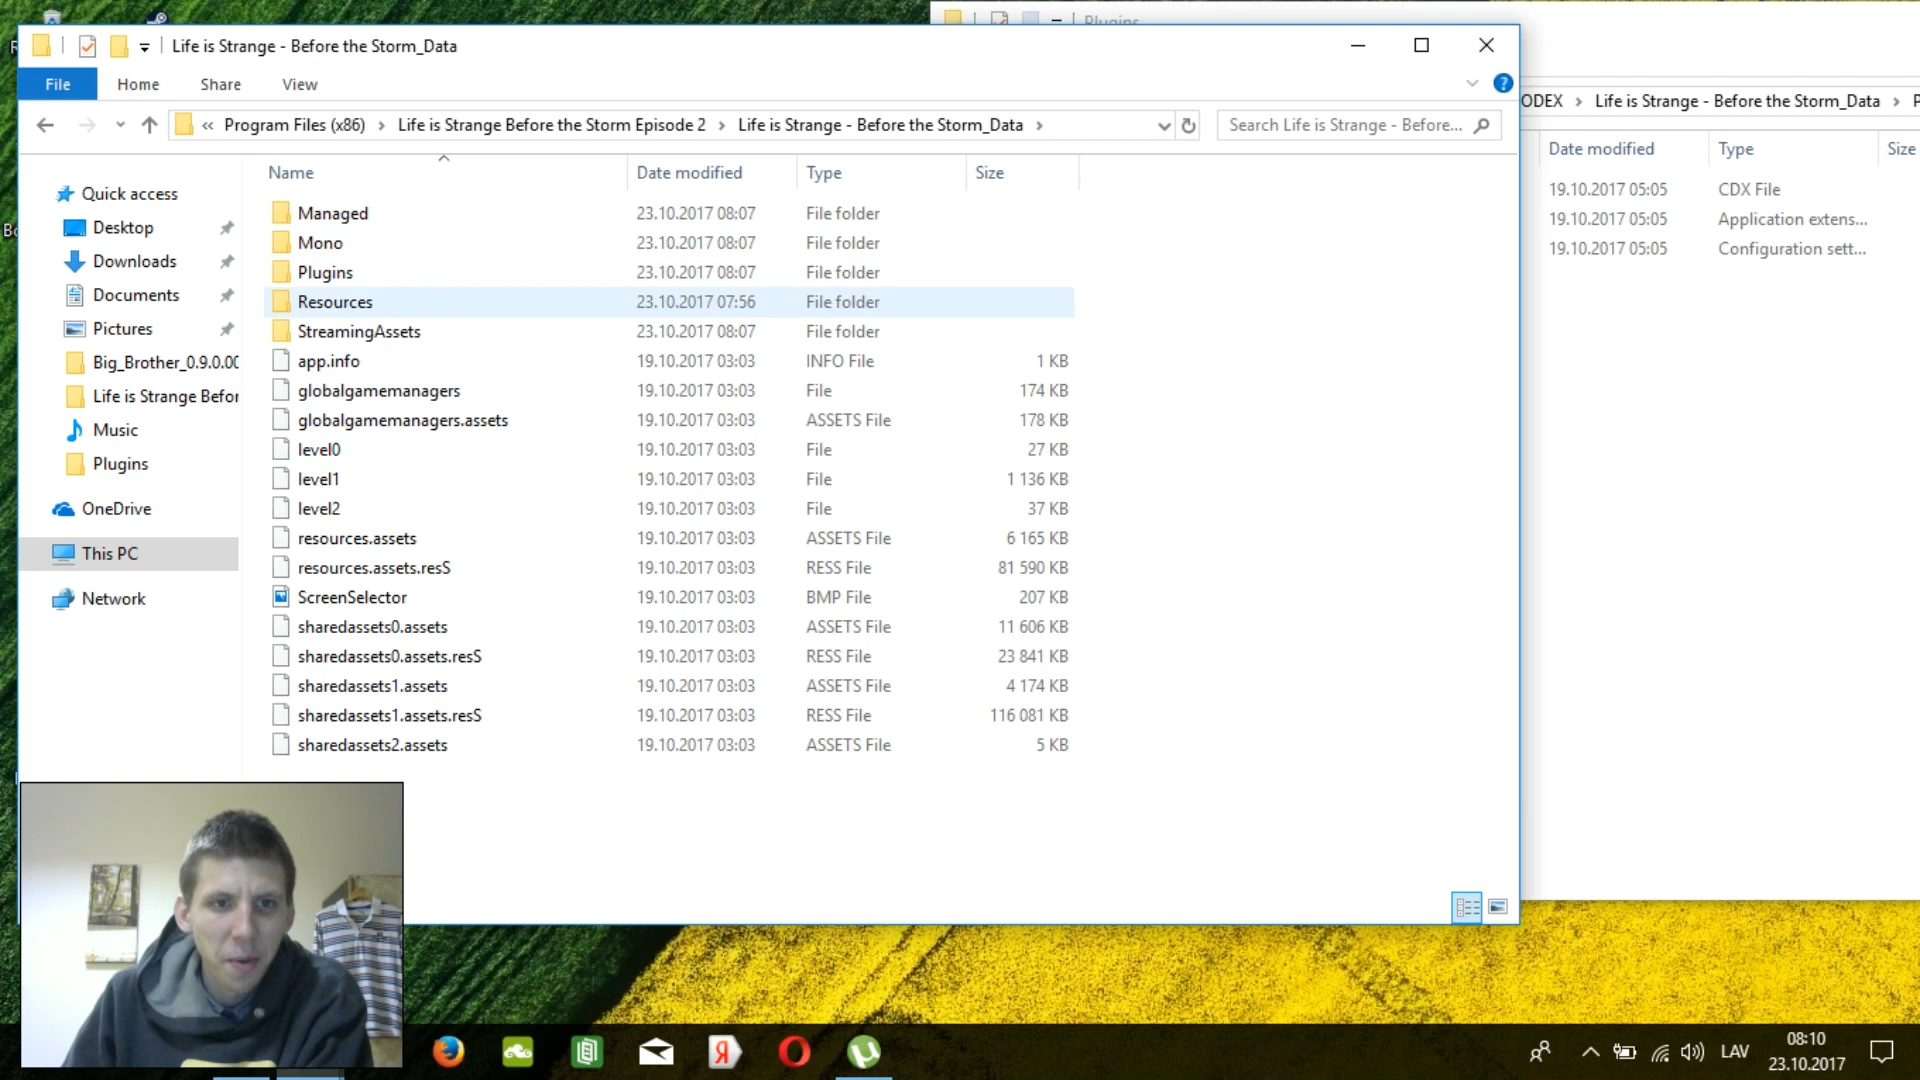 Plugins
Life is Strange - Before the Storm_Data
File Home Share View
« Program Files (x86) > Life is Strange Before the Storm Episode 2 > Life is Strange - Before the Storm_Data >
Search Life is Strange - Before...
ODEX > Life is Strange - Before the Storm_Data > P
Name Date modified Type Size
Date modified Type Size
19.10.2017 05:05 CDX File
19.10.2017 05:05 Application extens...
19.10.2017 05:05 Configuration sett...
Quick access
Desktop
Downloads
Documents
Pictures
Big_Brother_0.9.0.00
Life is Strange Befor
Music
Plugins
OneDrive
This PC
Network
Managed 23.10.2017 08:07 File folder
Mono 23.10.2017 08:07 File folder
Plugins 23.10.2017 08:07 File folder
Resources 23.10.2017 07:56 File folder
StreamingAssets 23.10.2017 08:07 File folder
app.info 19.10.2017 03:03 INFO File 1 KB
globalgamemanagers 19.10.2017 03:03 File 174 KB
globalgamemanagers.assets 19.10.2017 03:03 ASSETS File 178 KB
level0 19.10.2017 03:03 File 27 KB
level1 19.10.2017 03:03 File 1 136 KB
level2 19.10.2017 03:03 File 37 KB
resources.assets 19.10.2017 03:03 ASSETS File 6 165 KB
resources.assets.resS 19.10.2017 03:03 RESS File 81 590 KB
ScreenSelector 19.10.2017 03:03 BMP File 207 KB
sharedassets0.assets 19.10.2017 03:03 ASSETS File 11 606 KB
sharedassets0.assets.resS 19.10.2017 03:03 RESS File 23 841 KB
sharedassets1.assets 19.10.2017 03:03 ASSETS File 4 174 KB
sharedassets1.assets.resS 19.10.2017 03:03 RESS File 116 081 KB
sharedassets2.assets 19.10.2017 03:03 ASSETS File 5 KB
LAV
08:10
23.10.2017